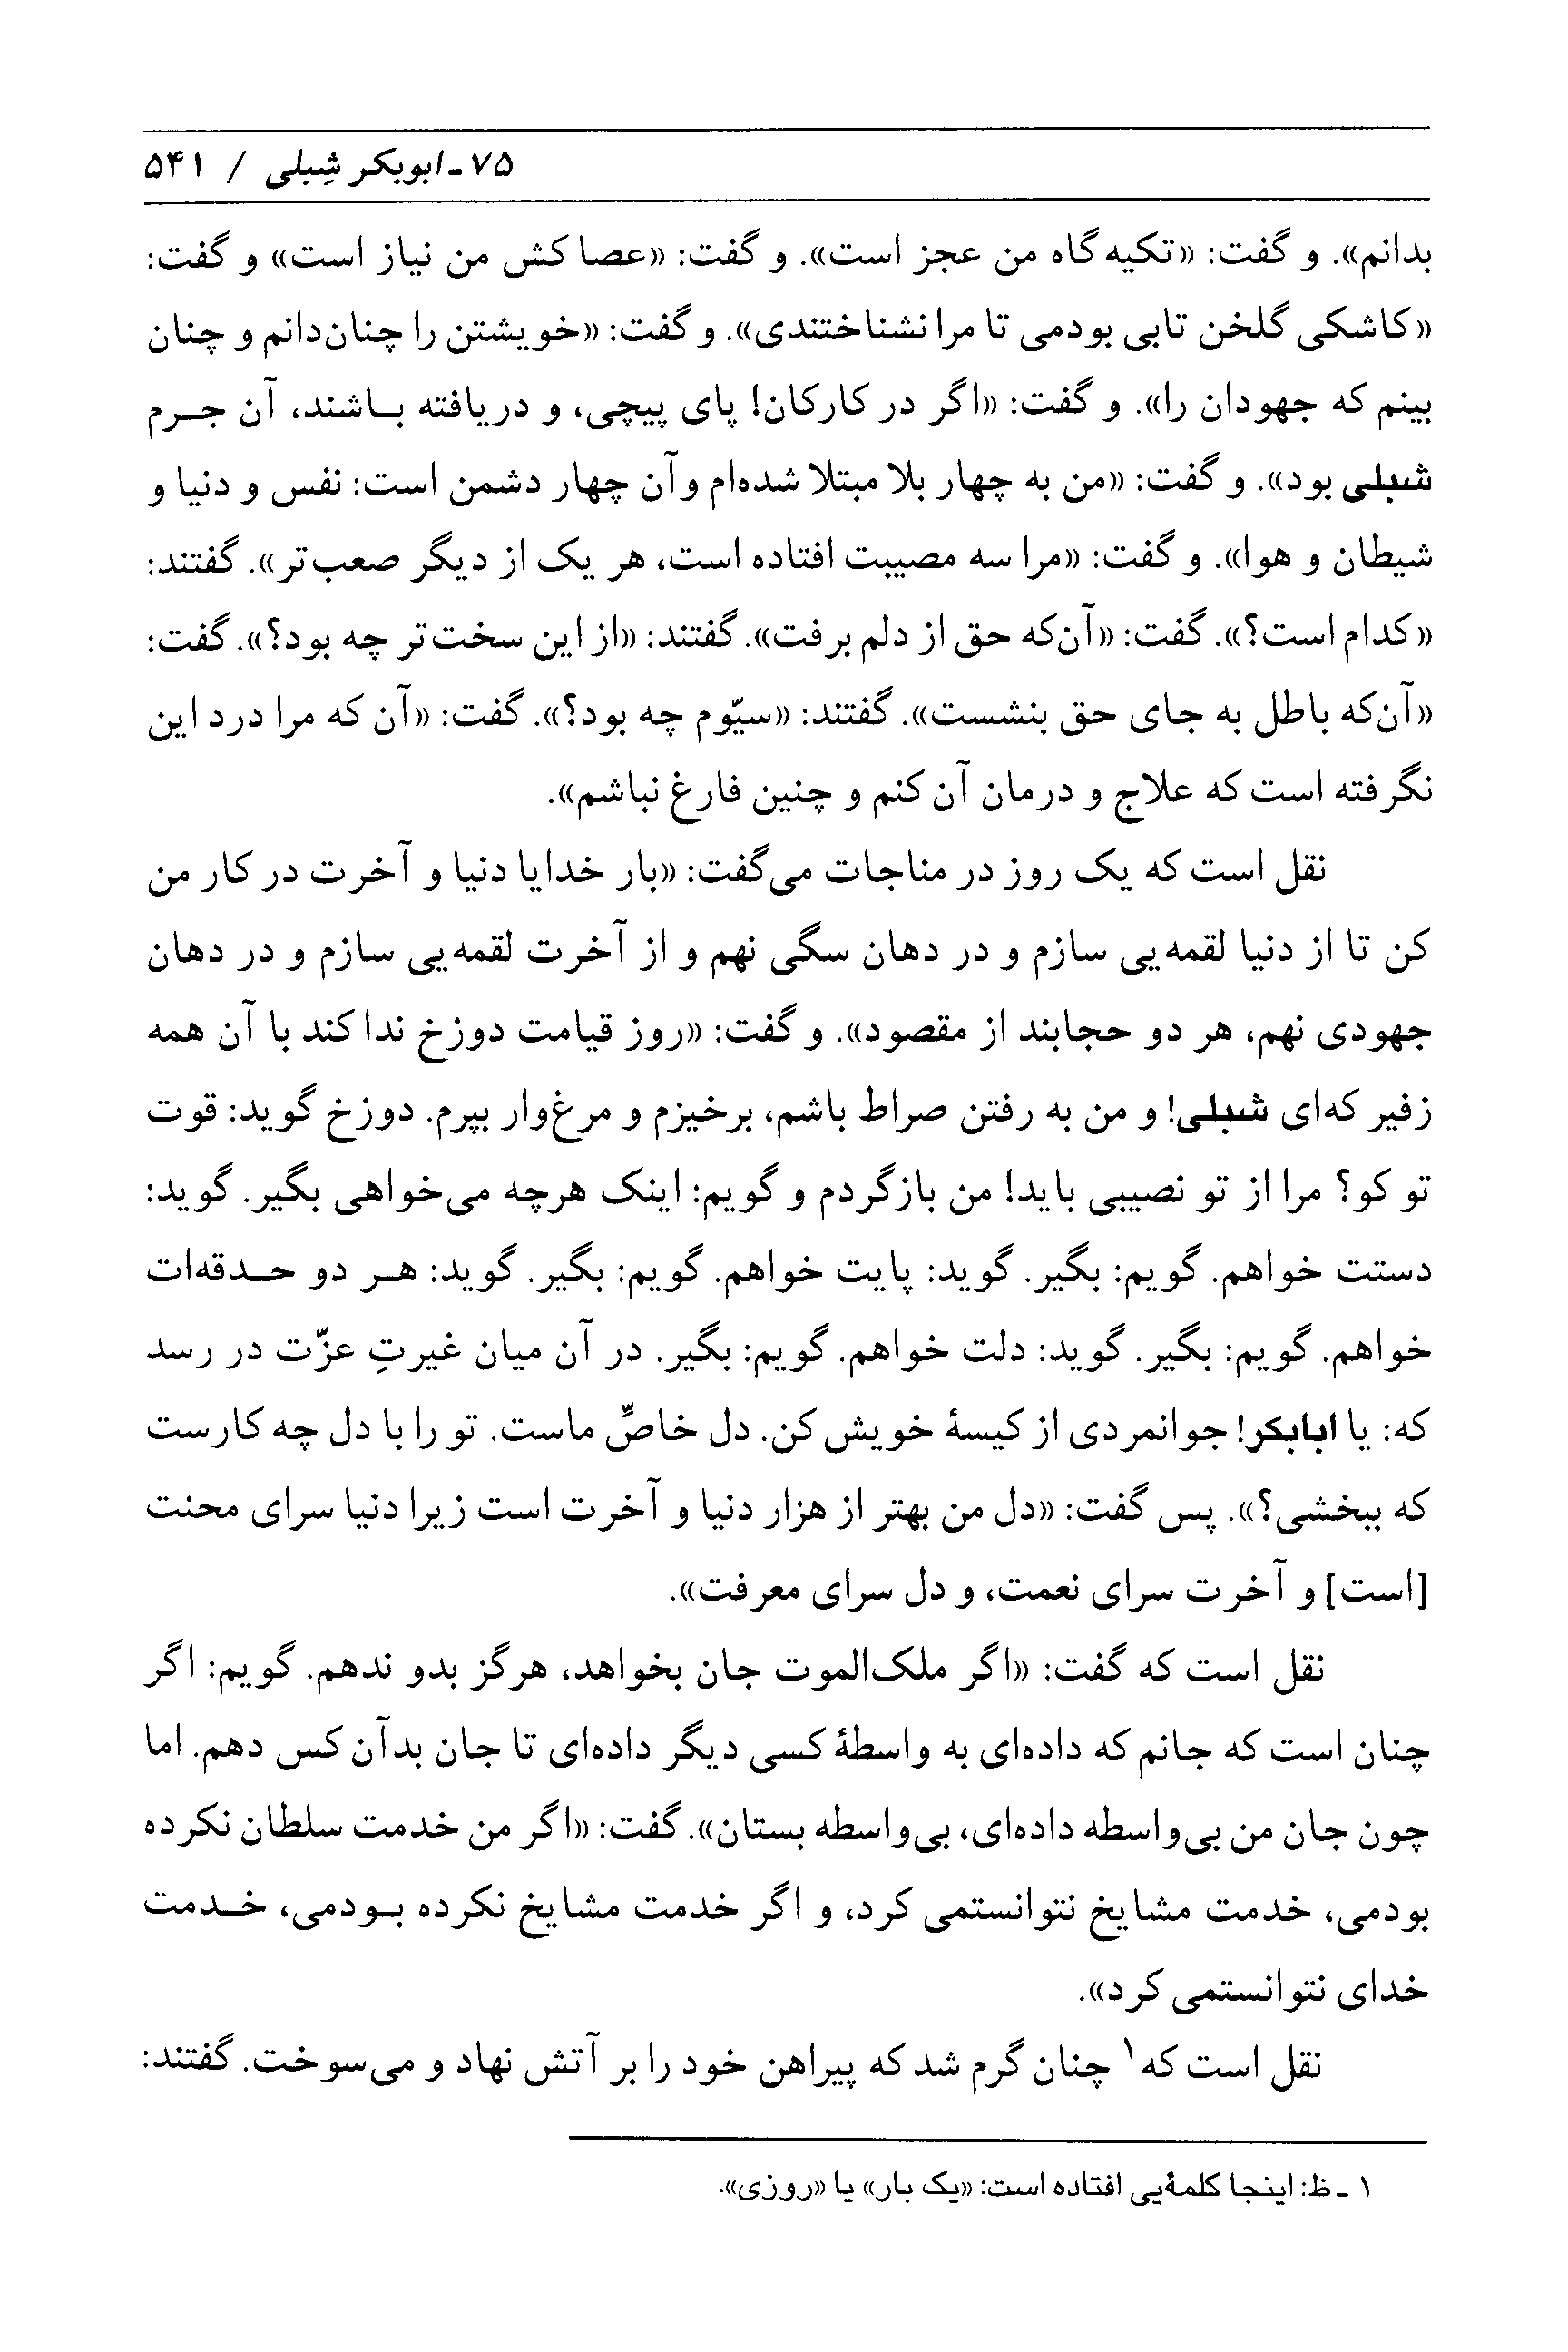 ۷۵ـ ابوبکر شِبلی / ۵۴۱
بدانم». و گفت: «تکیه‌گاه من عجز است». و گفت: «عصاکش من نیاز است» و گفت:
«کاشکی گلخن تابی بودمی تا مرا نشناختندی». و گفت: «خویشتن را چنان‌دانم و چنان
بینم که جهودان را». و گفت: «اگر در کارکان! پای پیچی، و دریافته باشند، آن جرم
شبلی بود». و گفت: «من به چهار بلا مبتلا شده‌ام و آن چهار دشمن است: نفس و دنیا و
شیطان و هوا». و گفت: «مرا سه مصیبت افتاده است، هر یک از دیگر صعب‌تر». گفتند:
«کدام است؟». گفت: «آن‌که حق از دلم برفت». گفتند: «از این سخت‌تر چه بود؟». گفت:
«آن‌که باطل به جای حق بنشست». گفتند: «سیّوم چه بود؟». گفت: «آن که مرا درد این
نگرفته است که علاج و درمان آن کنم و چنین فارغ نباشم».
نقل است که یک روز در مناجات می‌گفت: «بار خدایا دنیا و آخرت در کار من
کن تا از دنیا لقمه‌یی سازم و در دهان سگی نهم و از آخرت لقمه‌یی سازم و در دهان
جهودی نهم، هر دو حجابند از مقصود». و گفت: «روز قیامت دوزخ ندا کند با آن همه
زفیر که‌ای شبلی! و من به رفتن صراط باشم، برخیزم و مرغ‌وار بپرم. دوزخ گوید: قوت
تو کو؟ مرا از تو نصیبی باید! من بازگردم و گویم: اینک هرچه می‌خواهی بگیر. گوید:
دستت خواهم. گویم: بگیر. گوید: پایت خواهم. گویم: بگیر. گوید: هر دو حدقه‌ات
خواهم. گویم: بگیر. گوید: دلت خواهم. گویم: بگیر. در آن میان غیرتِ عزّت در رسد
که: یا ابابکر! جوانمردی از کیسۀ خویش کن. دل خاصِّ ماست. تو را با دل چه کارست
که ببخشی؟». پس گفت: «دل من بهتر از هزار دنیا و آخرت است زیرا دنیا سرای محنت
[است] و آخرت سرای نعمت، و دل سرای معرفت».
نقل است که گفت: «اگر ملک‌الموت جان بخواهد، هرگز بدو ندهم. گویم: اگر
چنان است که جانم که داده‌ای به واسطۀ کسی دیگر داده‌ای تا جان بدآن کس دهم. اما
چون جان من بی‌واسطه داده‌ای، بی‌واسطه بستان». گفت: «اگر من خدمت سلطان نکرده
بودمی، خدمت مشایخ نتوانستمی کرد، و اگر خدمت مشایخ نکرده بودمی، خدمت
خدای نتوانستمی کرد».
نقل است که۱ چنان گرم شد که پیراهن خود را بر آتش نهاد و می‌سوخت. گفتند:
۱ ـ ظ: اینجا کلمه‌یی افتاده است: «یک بار» یا «روزی».